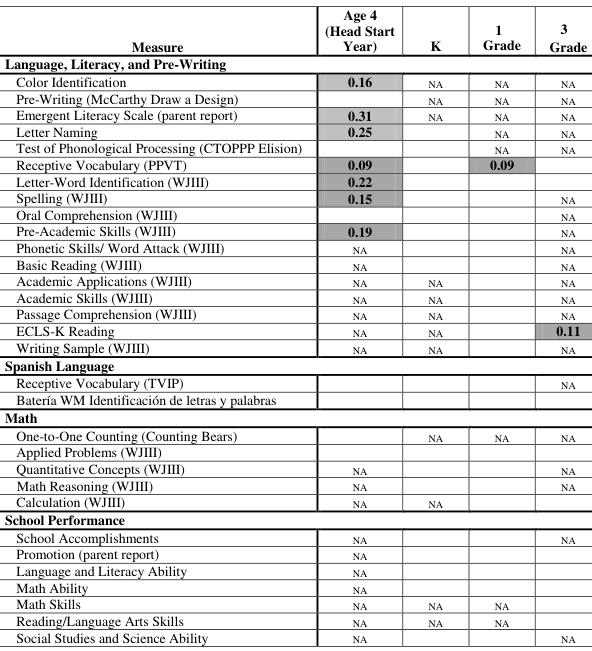 Measure Age 4 (Head Start Year) K 1 Grade 3 Grade
Language, Literacy, and Pre-Writing
Color Identification 0.16 NA NA NA
Pre-Writing (McCarthy Draw a Design) NA NA NA
Emergent Literacy Scale (parent report) 0.31 NA NA NA
Letter Naming 0.25 NA NA
Test of Phonological Processing (CTOPPP Elision) NA NA
Receptive Vocabulary (PPVT) 0.09 0.09
Letter-Word Identification (WJIII) 0.22
Spelling (WJIII) 0.15 NA
Oral Comprehension (WJIII) NA
Pre-Academic Skills (WJIII) 0.19 NA
Phonetic Skills/ Word Attack (WJIII) NA NA
Basic Reading (WJIII) NA NA
Academic Applications (WJIII) NA NA NA
Academic Skills (WJIII) NA NA NA
Passage Comprehension (WJIII) NA NA NA
ECLS-K Reading NA NA 0.11
Writing Sample (WJIII) NA NA NA
Spanish Language
Receptive Vocabulary (TVIP) NA
Batería WM Identificación de letras y palabras
Math
One-to-One Counting (Counting Bears) NA NA NA
Applied Problems (WJIII)
Quantitative Concepts (WJIII) NA NA
Math Reasoning (WJIII) NA NA
Calculation (WJIII) NA NA
School Performance
School Accomplishments NA NA
Promotion (parent report) NA
Language and Literacy Ability NA
Math Ability NA
Math Skills NA NA NA
Reading/Language Arts Skills NA NA NA
Social Studies and Science Ability NA NA